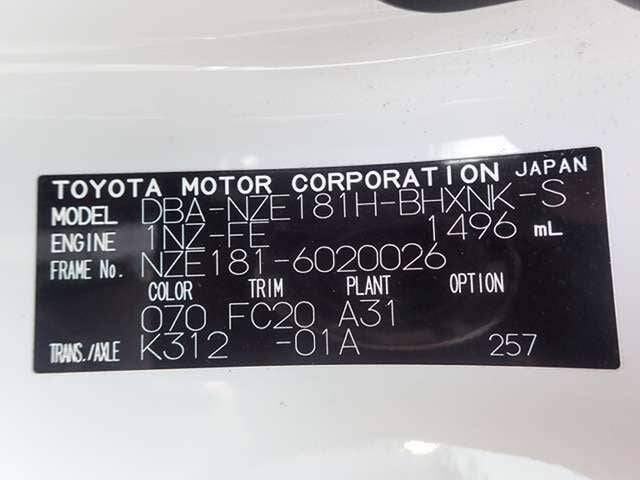 TOYOTA MOTOR CORPORATION JAPAN
MODEL DBA-NZE181H-BHXNK-S
ENGINE 1NZ-FE 1496 mL
FRAME No. NZE181-6020026
COLOR TRIM PLANT OPTION
070 FC20 A31
TRANS./AXLE K312 -01A 257